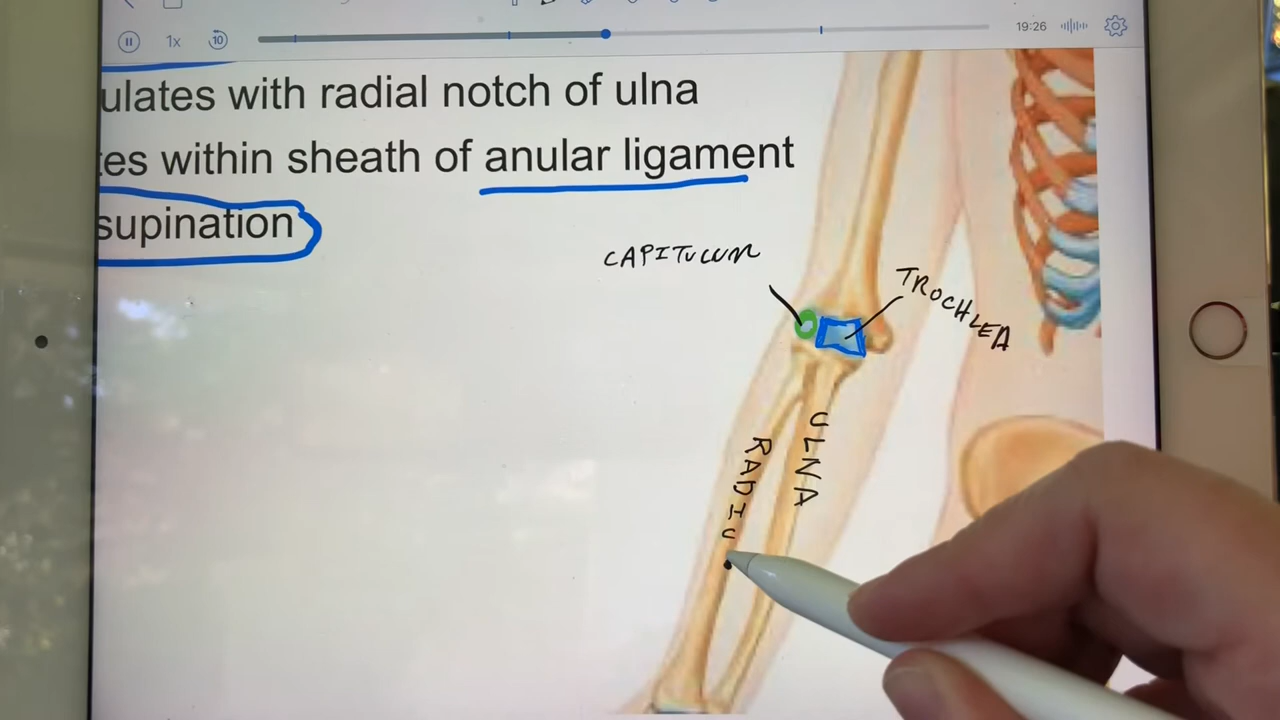 1x
10
19:26
ulates with radial notch of ulna
tes within sheath of anular ligament
supination
CAPITULUM
TROCHLEA
ULNA
RADIU